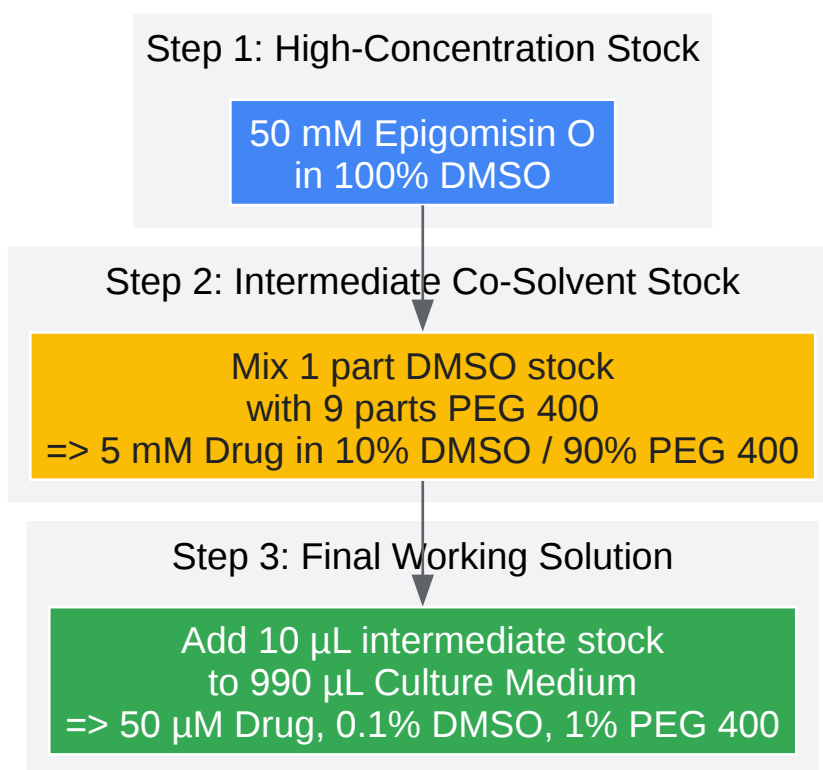 Step 1: High-Concentration Stock
50 mM Epigomisin O
in 100% DMSO
Step 2: Intermediate Co-Solvent Stock
Mix 1 part DMSO stock
with 9 parts PEG 400
=> 5 mM Drug in 10% DMSO / 90% PEG 400
Step 3: Final Working Solution
Add 10 µL intermediate stock
to 990 µL Culture Medium
=> 50 µM Drug, 0.1% DMSO, 1% PEG 400